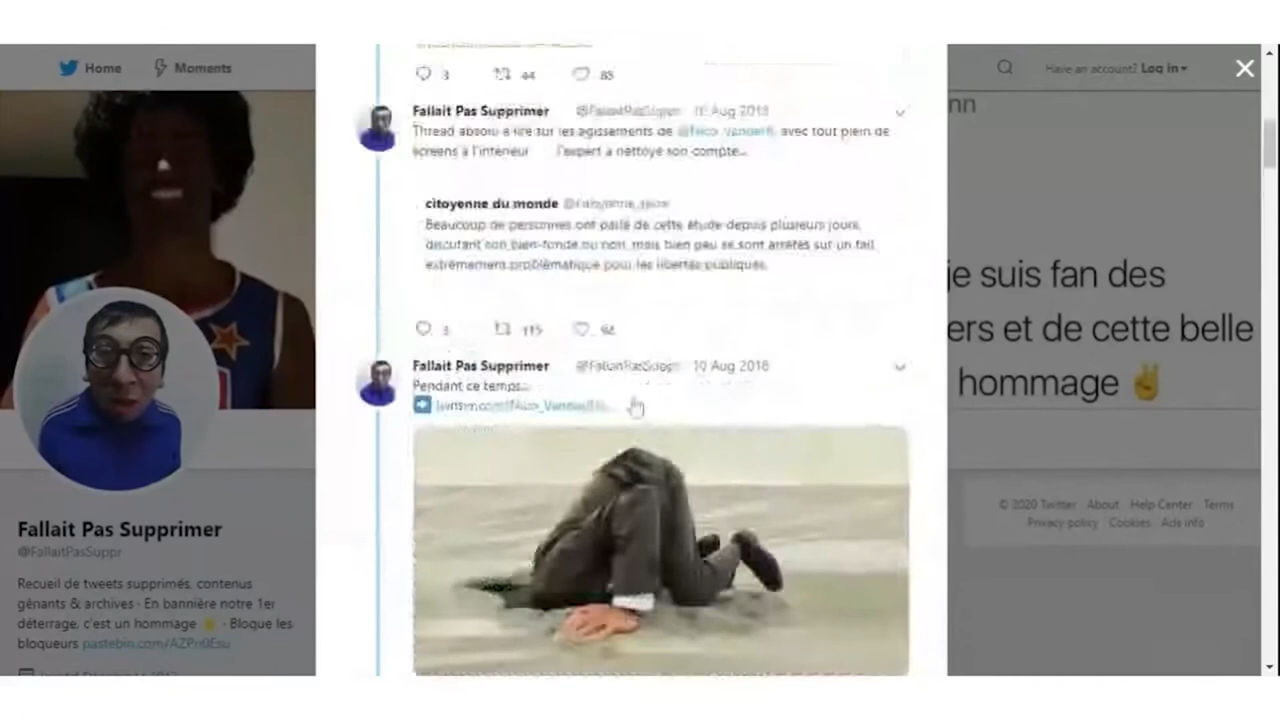 Home
Moments
Have an account? Log in
nn
3 44 85
Fallait Pas Supprimer Aug 2018
Thread absolu à lire sur les agissements de avec tout plein de
screens à l'intérieur l'expert a nettoyé son compte...
citoyenne du monde
Beaucoup de personnes ont parlé de cette étude depuis plusieurs jours,
discutant son bien-fondé ou non, mais bien peu se sont arrêtés sur un fait
extrêmement problématique pour les libertés publiques.
3 115
Fallait Pas Supprimer 10 Aug 2018
Pendant ce temps...
je suis fan des
ers et de cette belle
hommage
Fallait Pas Supprimer
@FallaitPasSuppr
Recueil de tweets supprimés, contenus
gênants & archives · En bannière notre 1er
déterrage, c'est un hommage · Bloque les
bloqueurs
© 2020 Twitter About Help Center Terms
Privacy policy Cookies Ads info